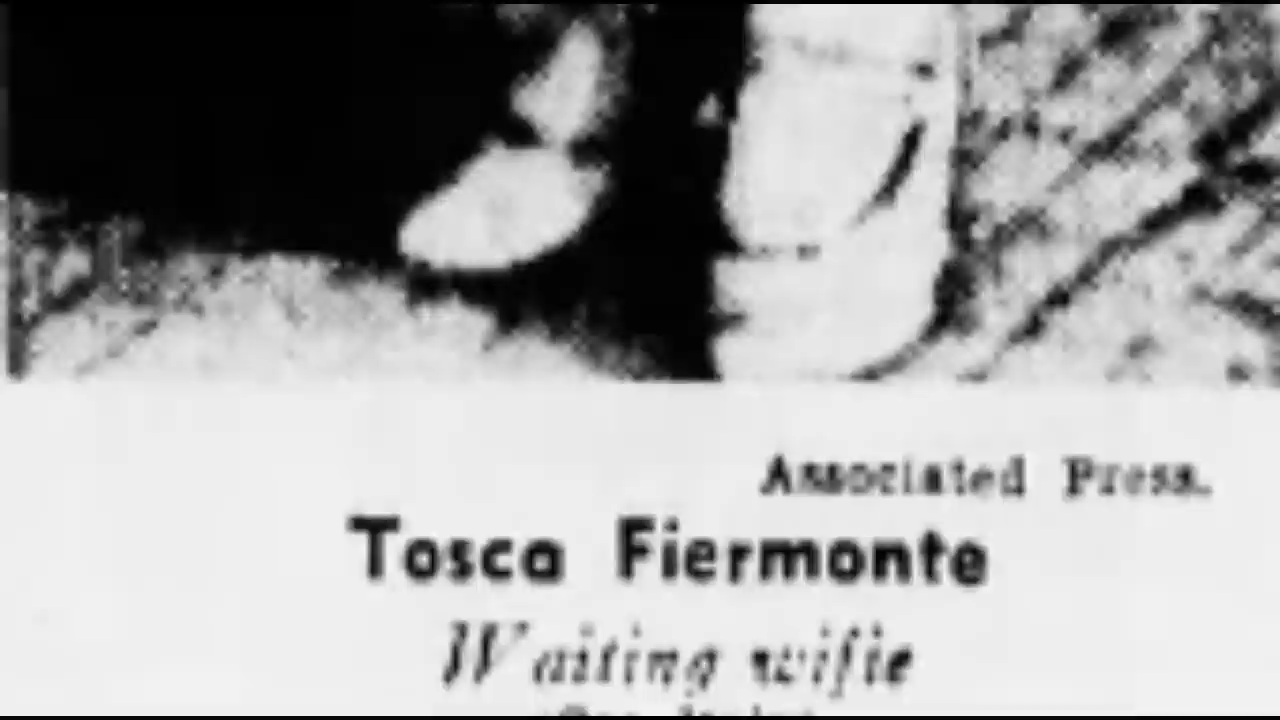 Associated Press.
Tosca Fiermonte
Waiting wifie